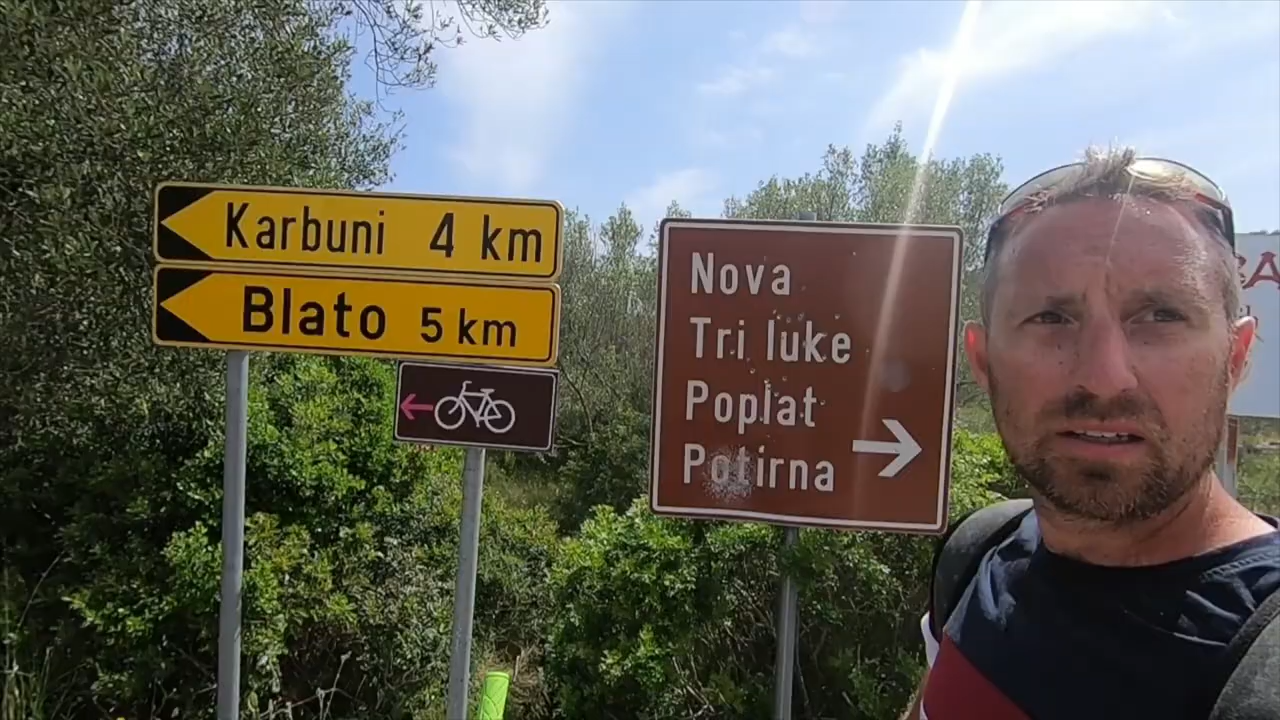 Karbuni 4 km
Blato 5 km
Nova
Tri luke
Poplat
Potirna